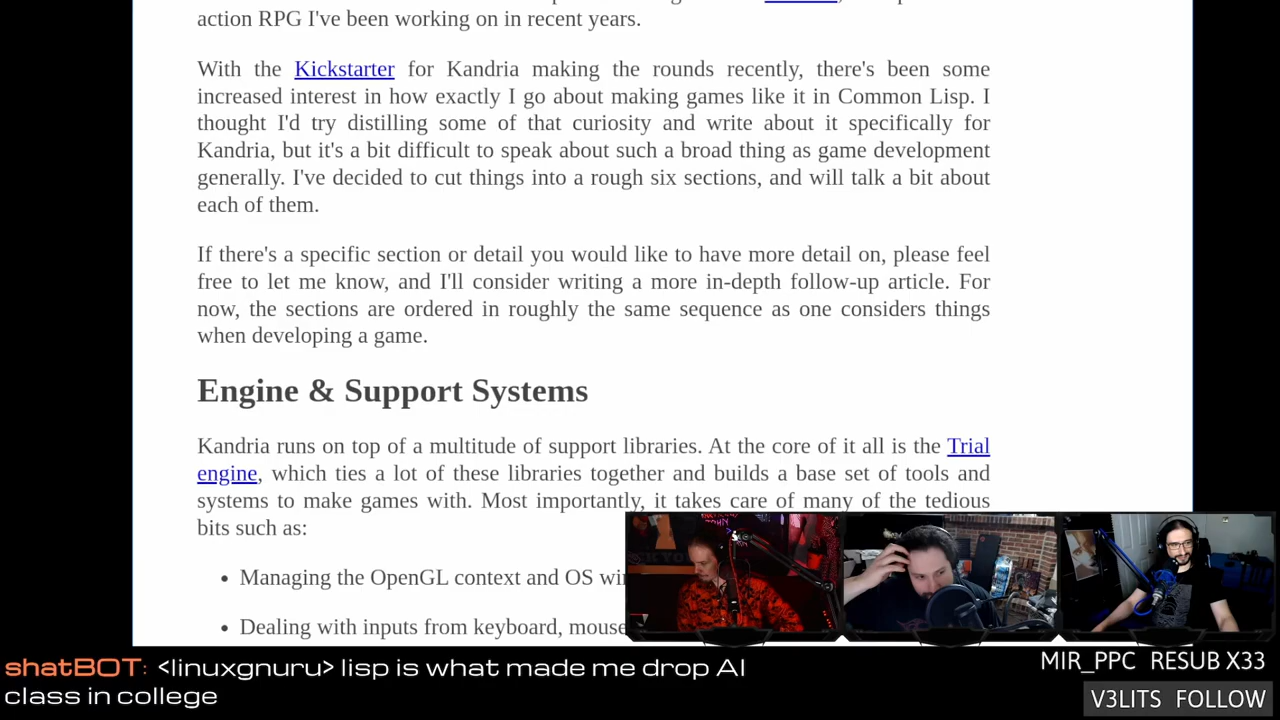 action RPG I've been working on in recent years.
With the Kickstarter for Kandria making the rounds recently, there's been some
increased interest in how exactly I go about making games like it in Common Lisp. I
thought I'd try distilling some of that curiosity and write about it specifically for
Kandria, but it's a bit difficult to speak about such a broad thing as game development
generally. I've decided to cut things into a rough six sections, and will talk a bit about
each of them.
If there's a specific section or detail you would like to have more detail on, please feel
free to let me know, and I'll consider writing a more in-depth follow-up article. For
now, the sections are ordered in roughly the same sequence as one considers things
when developing a game.
Engine & Support Systems
Kandria runs on top of a multitude of support libraries. At the core of it all is the Trial
engine, which ties a lot of these libraries together and builds a base set of tools and
systems to make games with. Most importantly, it takes care of many of the tedious
bits such as:
• Managing the OpenGL context and OS
• Dealing with inputs from keyboard, mouse
shatBOT: <linuxgnuru> lisp is what made me drop AI
class in college
MIR_PPC RESUB X33
V3LITS FOLLOW